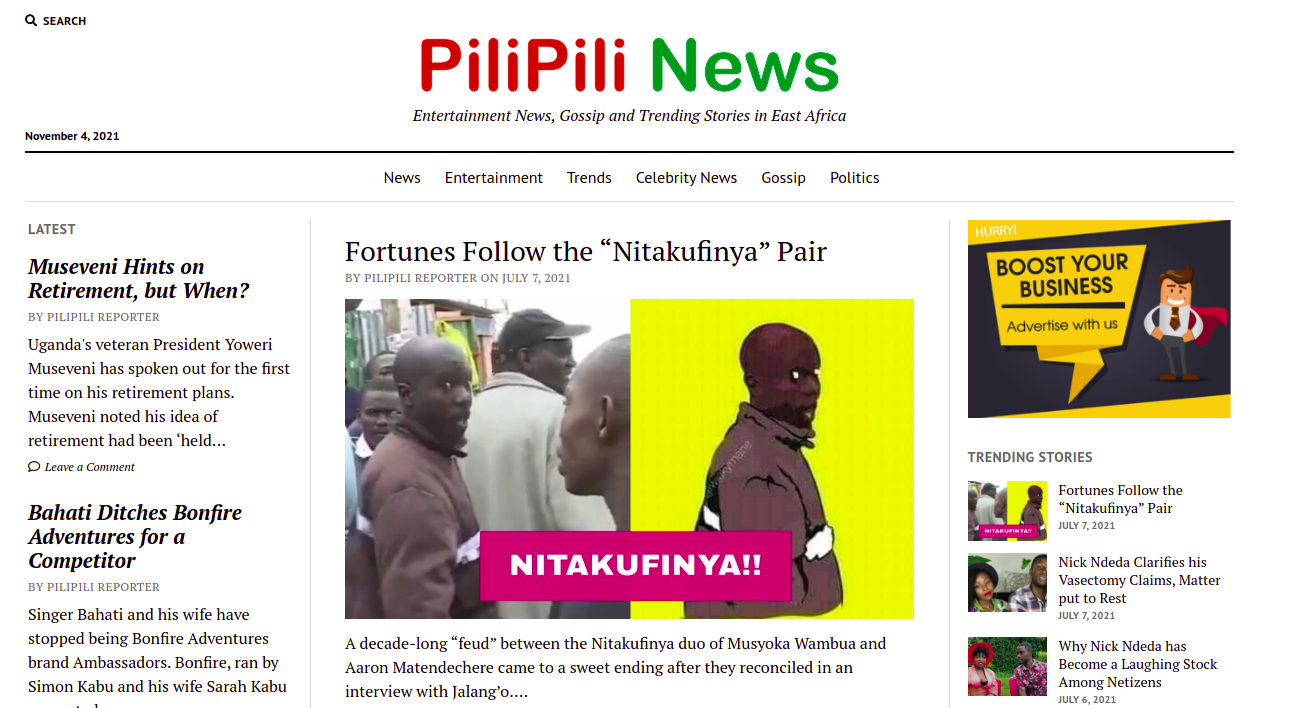 SEARCH
PiliPili News
Entertainment News, Gossip and Trending Stories in East Africa
November 4, 2021
News Entertainment Trends Celebrity News Gossip Politics
LATEST
Museveni Hints on
Retirement, but When?
BY PILIPILI REPORTER
Uganda's veteran President Yoweri
Museveni has spoken out for the first
time on his retirement plans.
Museveni noted his idea of
retirement had been ‘held...
Leave a Comment
Bahati Ditches Bonfire
Adventures for a
Competitor
BY PILIPILI REPORTER
Singer Bahati and his wife have
stopped being Bonfire Adventures
brand Ambassadors. Bonfire, ran by
Simon Kabu and his wife Sarah Kabu
Fortunes Follow the “Nitakufinya” Pair
BY PILIPILI REPORTER ON JULY 7, 2021
NITAKUFINYA!!
A decade-long “feud” between the Nitakufinya duo of Musyoka Wambua and
Aaron Matendechere came to a sweet ending after they reconciled in an
interview with Jalang’o....
HURRY!
BOOST YOUR
BUSINESS
Advertise with us
TRENDING STORIES
NITAKUFINYA!!
Fortunes Follow the
“Nitakufinya” Pair
JULY 7, 2021
Nick Ndeda Clarifies his
Vasectomy Claims, Matter
put to Rest
JULY 7, 2021
Why Nick Ndeda has
Become a Laughing Stock
Among Netizens
JULY 6, 2021